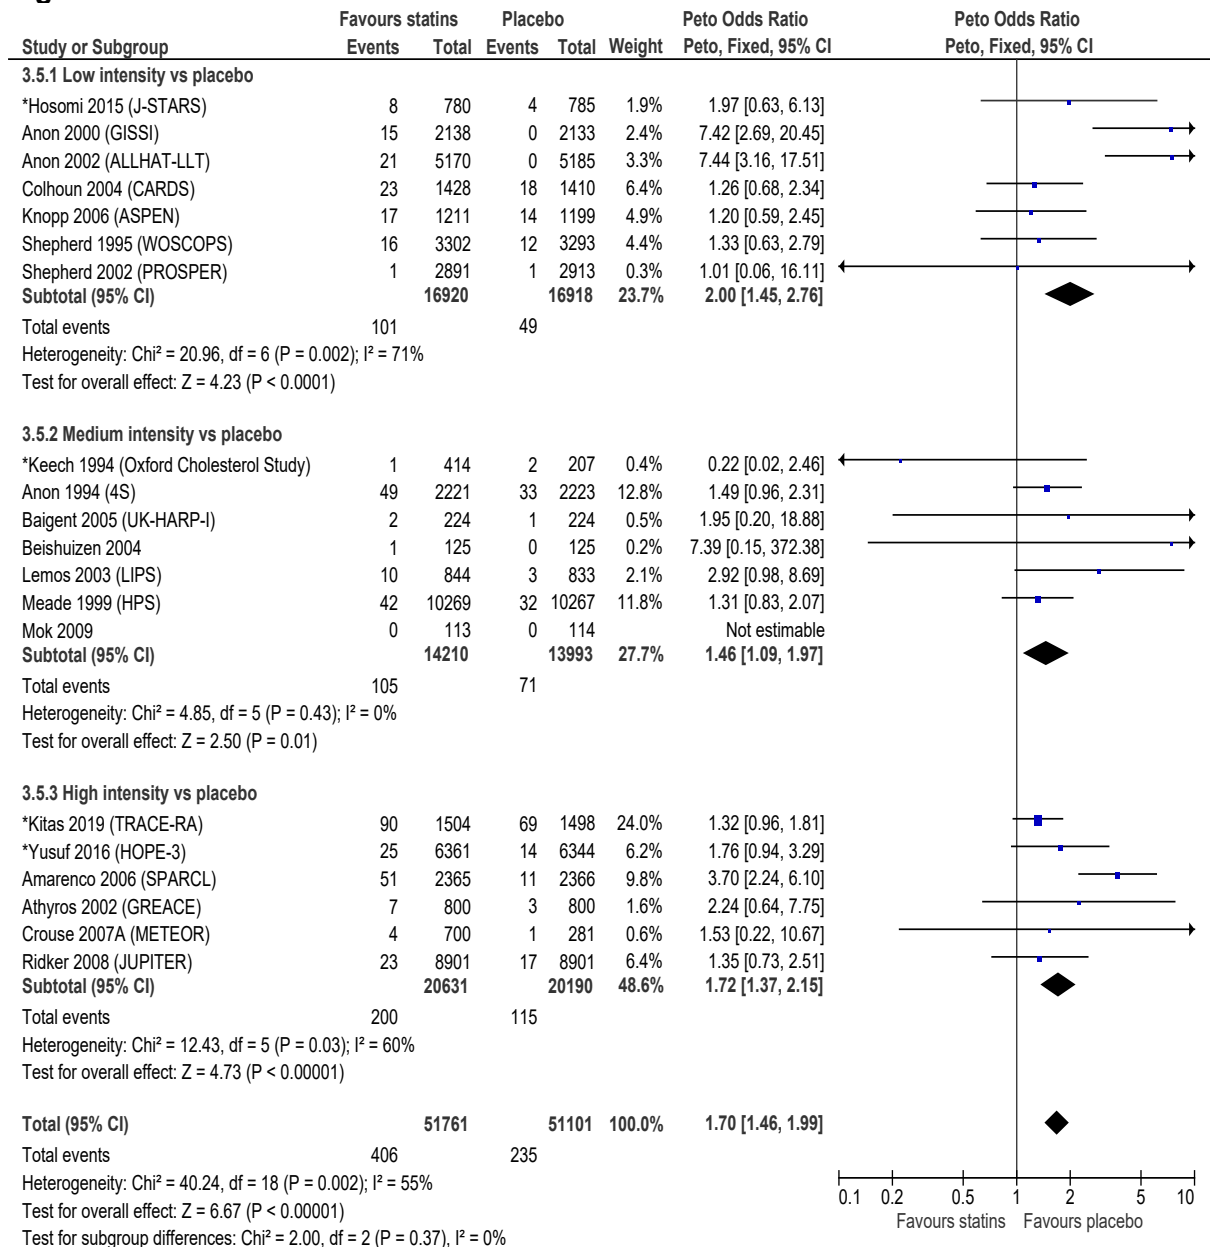 Favours statins Placebo Peto Odds Ratio Peto Odds Ratio
Study or Subgroup Events Total Events Total Weight Peto, Fixed, 95% CI Peto, Fixed, 95% CI
3.5.1 Low intensity vs placebo
*Hosomi 2015 (J-STARS) 8 780 4 785 1.9% 1.97 [0.63, 6.13]
Anon 2000 (GISSI) 15 2138 0 2133 2.4% 7.42 [2.69, 20.45]
Anon 2002 (ALLHAT-LLT) 21 5170 0 5185 3.3% 7.44 [3.16, 17.51]
Colhoun 2004 (CARDS) 23 1428 18 1410 6.4% 1.26 [0.68, 2.34]
Knopp 2006 (ASPEN) 17 1211 14 1199 4.9% 1.20 [0.59, 2.45]
Shepherd 1995 (WOSCOPS) 16 3302 12 3293 4.4% 1.33 [0.63, 2.79]
Shepherd 2002 (PROSPER) 1 2891 1 2913 0.3% 1.01 [0.06, 16.11]
Subtotal (95% CI) 16920 16918 23.7% 2.00 [1.45, 2.76]
Total events 101 49
Heterogeneity: Chi² = 20.96, df = 6 (P = 0.002); I² = 71%
Test for overall effect: Z = 4.23 (P < 0.0001)
3.5.2 Medium intensity vs placebo
*Keech 1994 (Oxford Cholesterol Study) 1 414 2 207 0.4% 0.22 [0.02, 2.46]
Anon 1994 (4S) 49 2221 33 2223 12.8% 1.49 [0.96, 2.31]
Baigent 2005 (UK-HARP-I) 2 224 1 224 0.5% 1.95 [0.20, 18.88]
Beishuizen 2004 1 125 0 125 0.2% 7.39 [0.15, 372.38]
Lemos 2003 (LIPS) 10 844 3 833 2.1% 2.92 [0.98, 8.69]
Meade 1999 (HPS) 42 10269 32 10267 11.8% 1.31 [0.83, 2.07]
Mok 2009 0 113 0 114 Not estimable
Subtotal (95% CI) 14210 13993 27.7% 1.46 [1.09, 1.97]
Total events 105 71
Heterogeneity: Chi² = 4.85, df = 5 (P = 0.43); I² = 0%
Test for overall effect: Z = 2.50 (P = 0.01)
3.5.3 High intensity vs placebo
*Kitas 2019 (TRACE-RA) 90 1504 69 1498 24.0% 1.32 [0.96, 1.81]
*Yusuf 2016 (HOPE-3) 25 6361 14 6344 6.2% 1.76 [0.94, 3.29]
Amarenco 2006 (SPARCL) 51 2365 11 2366 9.8% 3.70 [2.24, 6.10]
Athyros 2002 (GREACE) 7 800 3 800 1.6% 2.24 [0.64, 7.75]
Crouse 2007A (METEOR) 4 700 1 281 0.6% 1.53 [0.22, 10.67]
Ridker 2008 (JUPITER) 23 8901 17 8901 6.4% 1.35 [0.73, 2.51]
Subtotal (95% CI) 20631 20190 48.6% 1.72 [1.37, 2.15]
Total events 200 115
Heterogeneity: Chi² = 12.43, df = 5 (P = 0.03); I² = 60%
Test for overall effect: Z = 4.73 (P < 0.00001)
Total (95% CI) 51761 51101 100.0% 1.70 [1.46, 1.99]
Total events 406 235
Heterogeneity: Chi² = 40.24, df = 18 (P = 0.002); I² = 55%
Test for overall effect: Z = 6.67 (P < 0.00001)
Test for subgroup differences: Chi² = 2.00, df = 2 (P = 0.37), I² = 0%
0.1 0.2 0.5 1 2 5 10
Favours statins Favours placebo